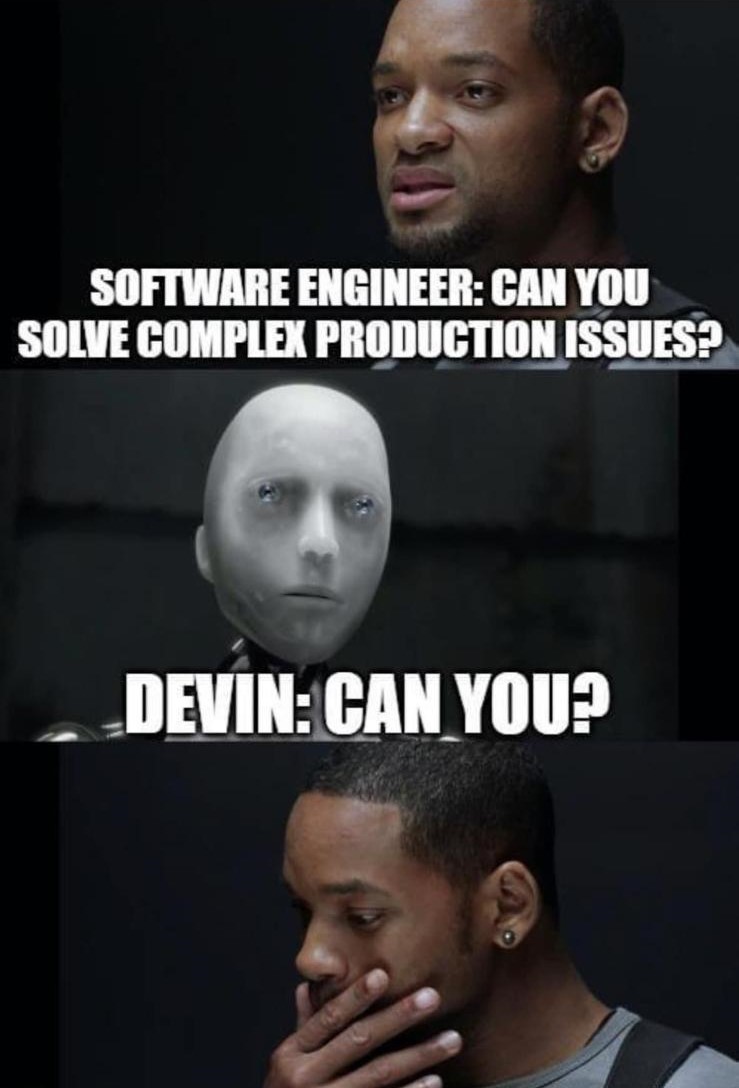 SOFTWARE ENGINEER: CAN YOU
SOLVE COMPLEX PRODUCTION ISSUES?
DEVIN: CAN YOU?